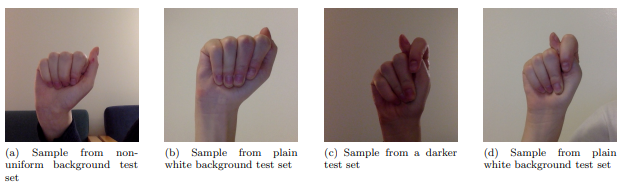 (a) Sample from non-
uniform background test
set
(b) Sample from plain
white background test set
(c) Sample from a darker
test set
(d) Sample from plain
white background test set